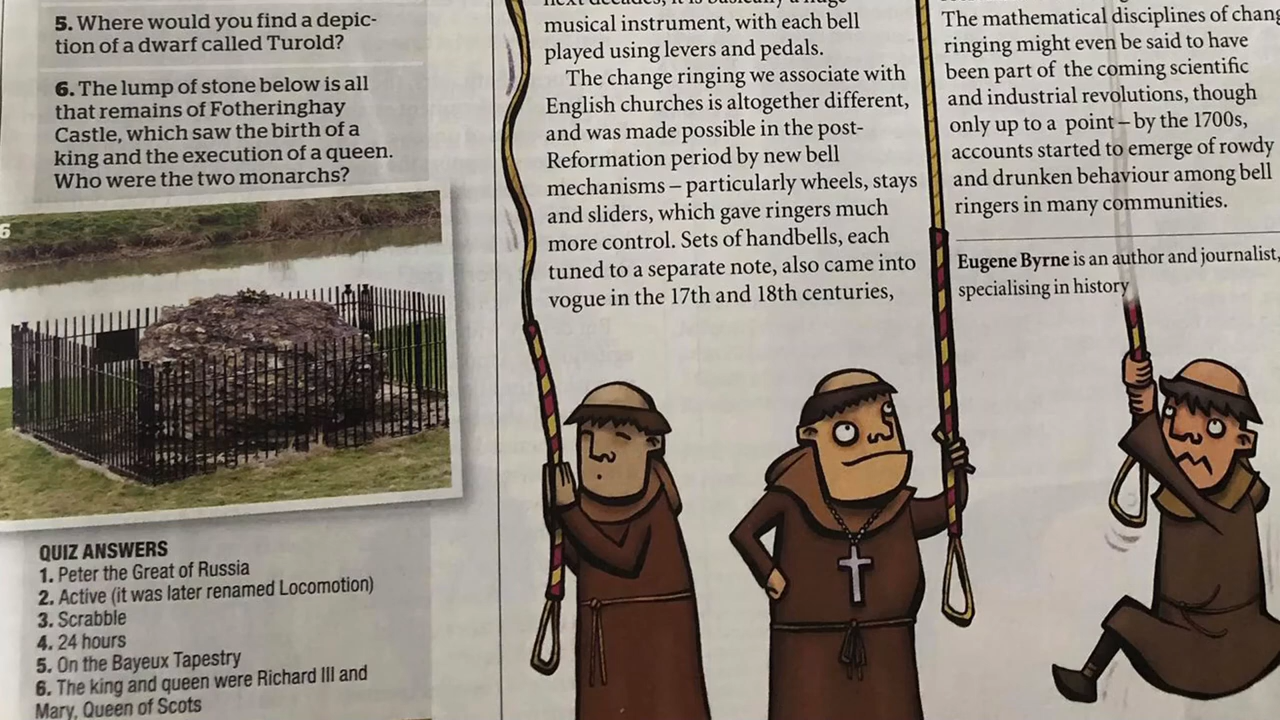 5. Where would you find a depic-
tion of a dwarf called Turold?
6. The lump of stone below is all
that remains of Fotheringhay
Castle, which saw the birth of a
king and the execution of a queen.
Who were the two monarchs?
6
QUIZ ANSWERS
1. Peter the Great of Russia
2. Active (it was later renamed Locomotion)
3. Scrabble
4. 24 hours
5. On the Bayeux Tapestry
6. The king and queen were Richard III and
Mary, Queen of Scots
musical instrument, with each bell
played using levers and pedals.
The change ringing we associate with
English churches is altogether different,
and was made possible in the post-
Reformation period by new bell
mechanisms – particularly wheels, stays
and sliders, which gave ringers much
more control. Sets of handbells, each
tuned to a separate note, also came into
vogue in the 17th and 18th centuries,
The mathematical disciplines of chang
ringing might even be said to have
been part of the coming scientific
and industrial revolutions, though
only up to a point – by the 1700s,
accounts started to emerge of rowdy
and drunken behaviour among bell
ringers in many communities.
Eugene Byrne is an author and journalist,
specialising in history